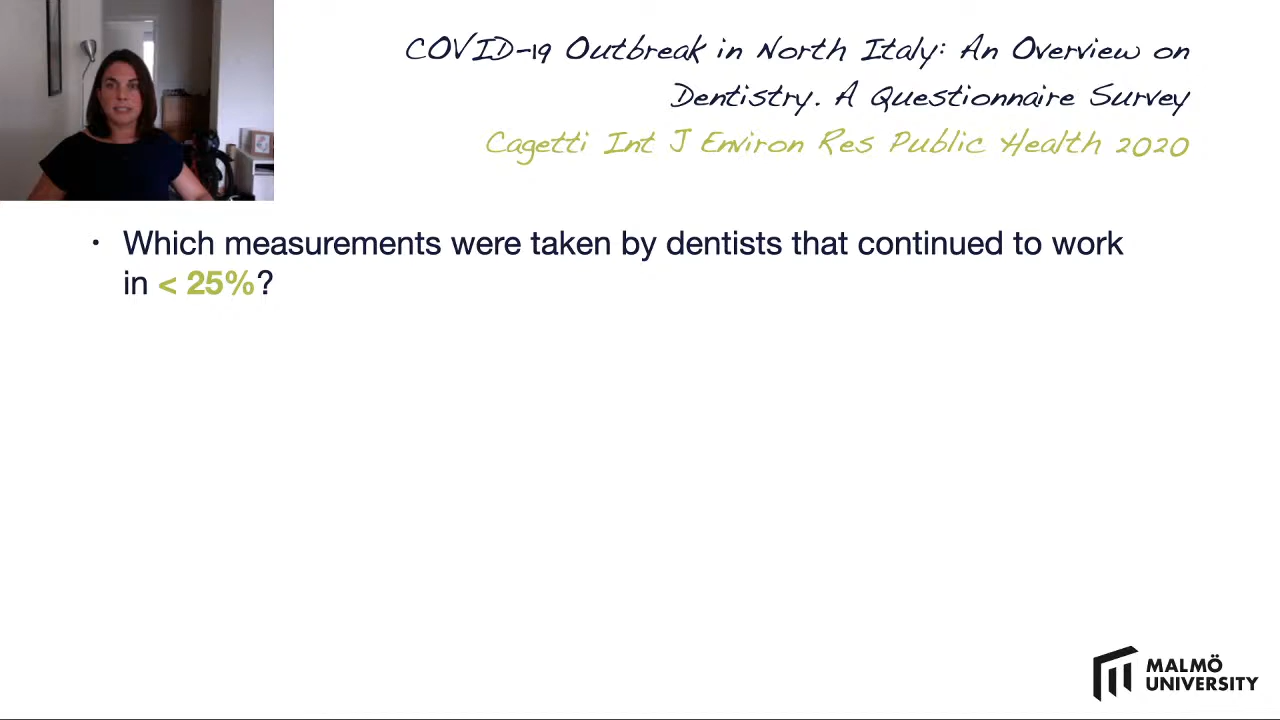 COVID-19 Outbreak in North Italy: An Overview on
Dentistry. A Questionnaire Survey
Cagetti Int J Environ Res Public Health 2020
• Which measurements were taken by dentists that continued to work
in < 25%?
MALMÖ
UNIVERSITY